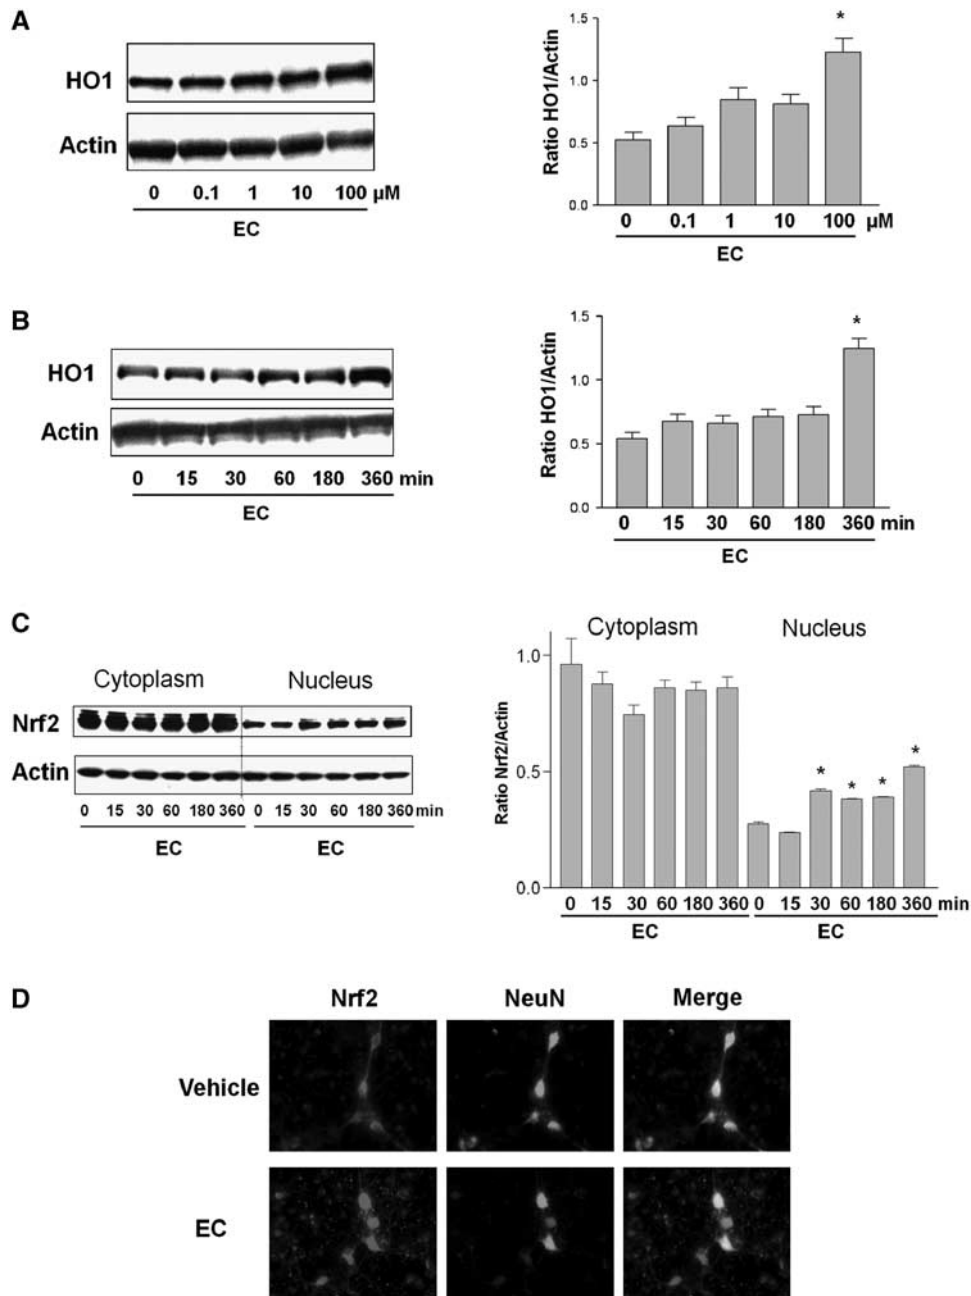 A
HO1
Actin
0 0.1 1 10 100 µM
EC
Ratio HO1/Actin
1.5
1.0
0.5
0.0
*
0 0.1 1 10 100 µM
EC
B
HO1
Actin
0 15 30 60 180 360 min
EC
Ratio HO1/Actin
1.5
1.0
0.5
0.0
*
0 15 30 60 180 360 min
EC
C
Cytoplasm Nucleus
Nrf2
Actin
0 15 30 60 180 360 0 15 30 60 180 360 min
EC EC
Cytoplasm Nucleus
Ratio Nrf2/Actin
1.0
0.5
0.0
* * * *
0 15 30 60 180 360 0 15 30 60 180 360 min
EC EC
D
Nrf2 NeuN Merge
Vehicle
EC